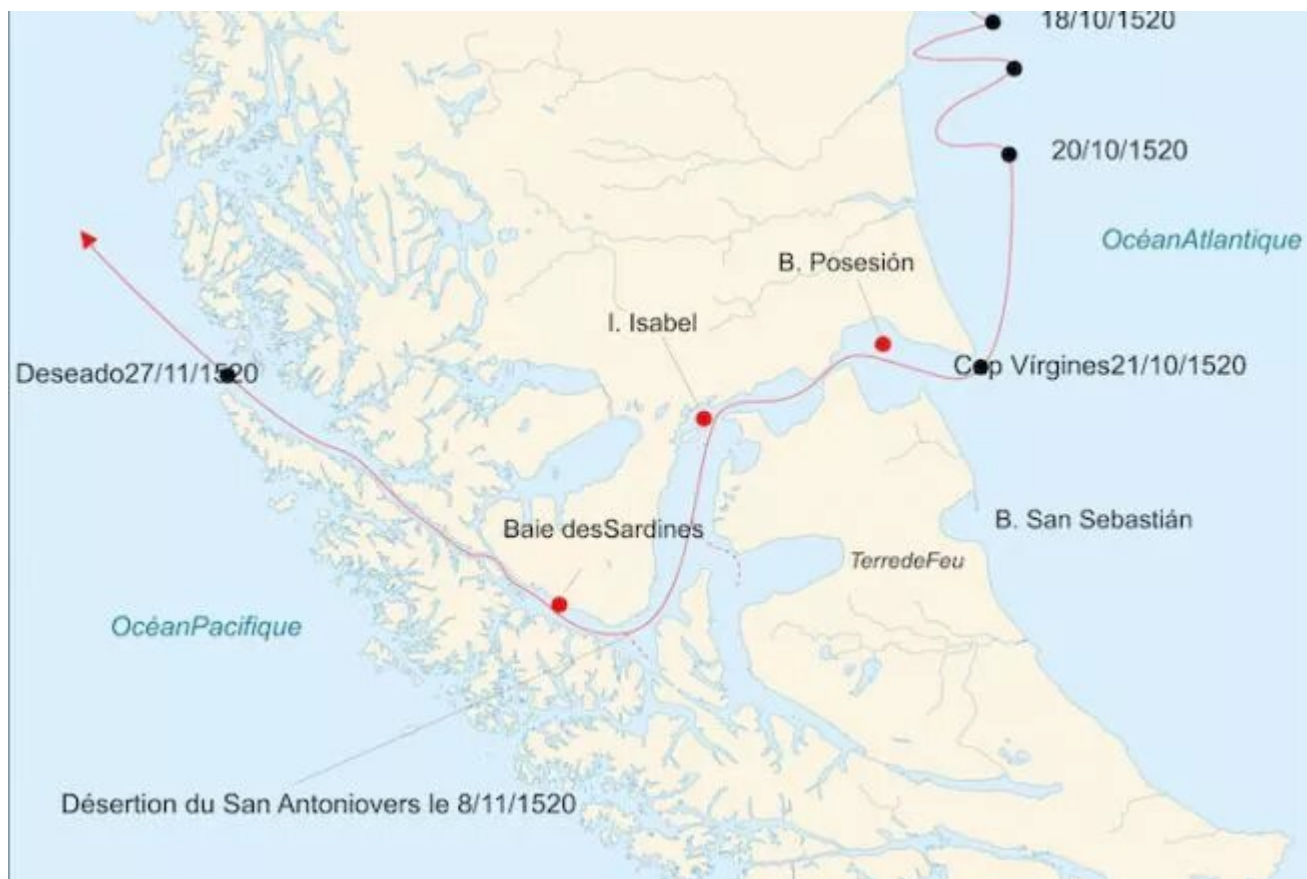 18/10/1520
20/10/1520
OcéanAtlantique
B. Posesión
I. Isabel
Cap Vírgines21/10/1520
Deseado27/11/1520
B. San Sebastián
Baie desSardines
TerredeFeu
OcéanPacifique
Désertion du San Antoniovers le 8/11/1520